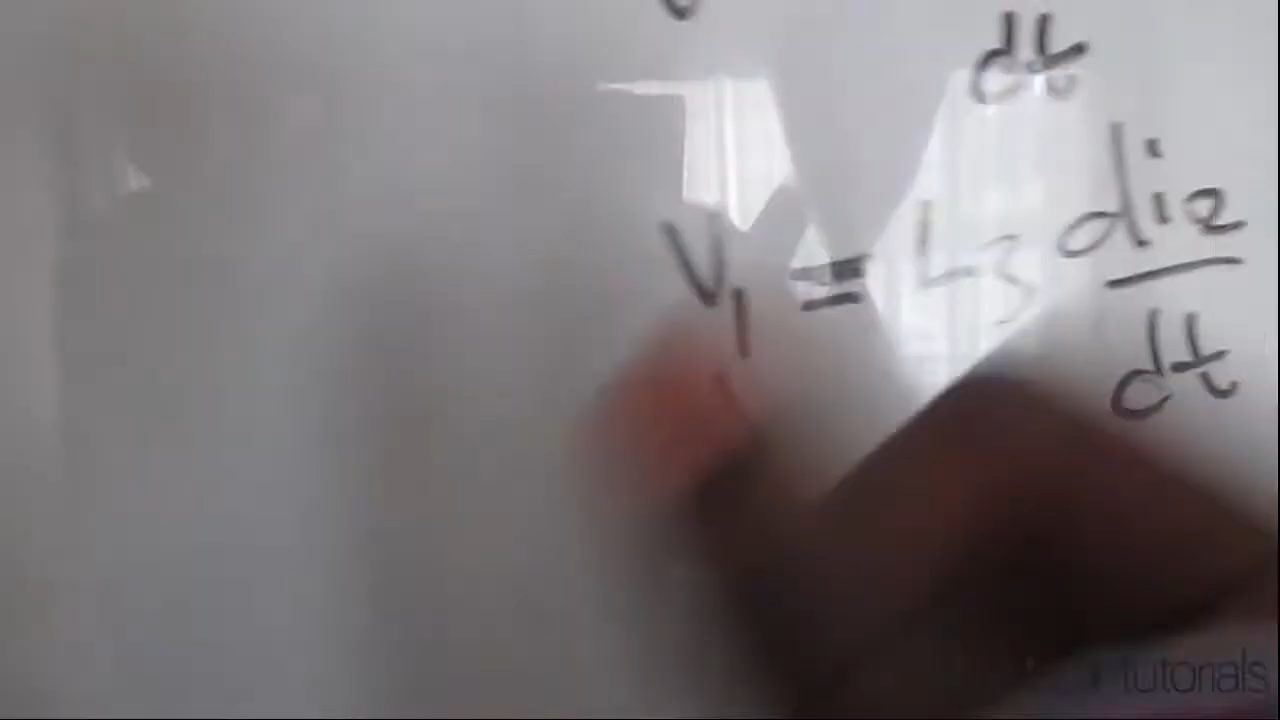 dt
V₁ = L₃ di₂
dt
tutorials